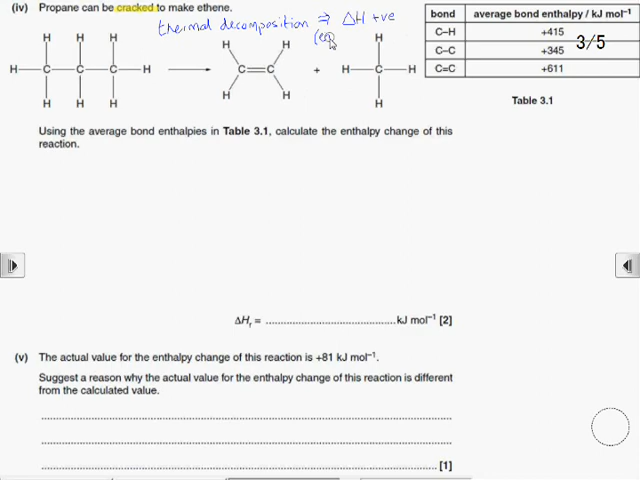 (iv) Propane can be cracked to make ethene.
thermal decomposition ⇒ ΔH +ve
H H H
H C C C H
H H H
H H
C C
H H
+
H
H C H
H
bond average bond enthalpy / kJ mol⁻¹
C–H +415
C–C +345
C=C +611
3/5
Table 3.1
Using the average bond enthalpies in Table 3.1, calculate the enthalpy change of this
reaction.
ΔHr = ............................................ kJ mol⁻¹ [2]
(v) The actual value for the enthalpy change of this reaction is +81 kJ mol⁻¹.
Suggest a reason why the actual value for the enthalpy change of this reaction is different
from the calculated value.
[1]